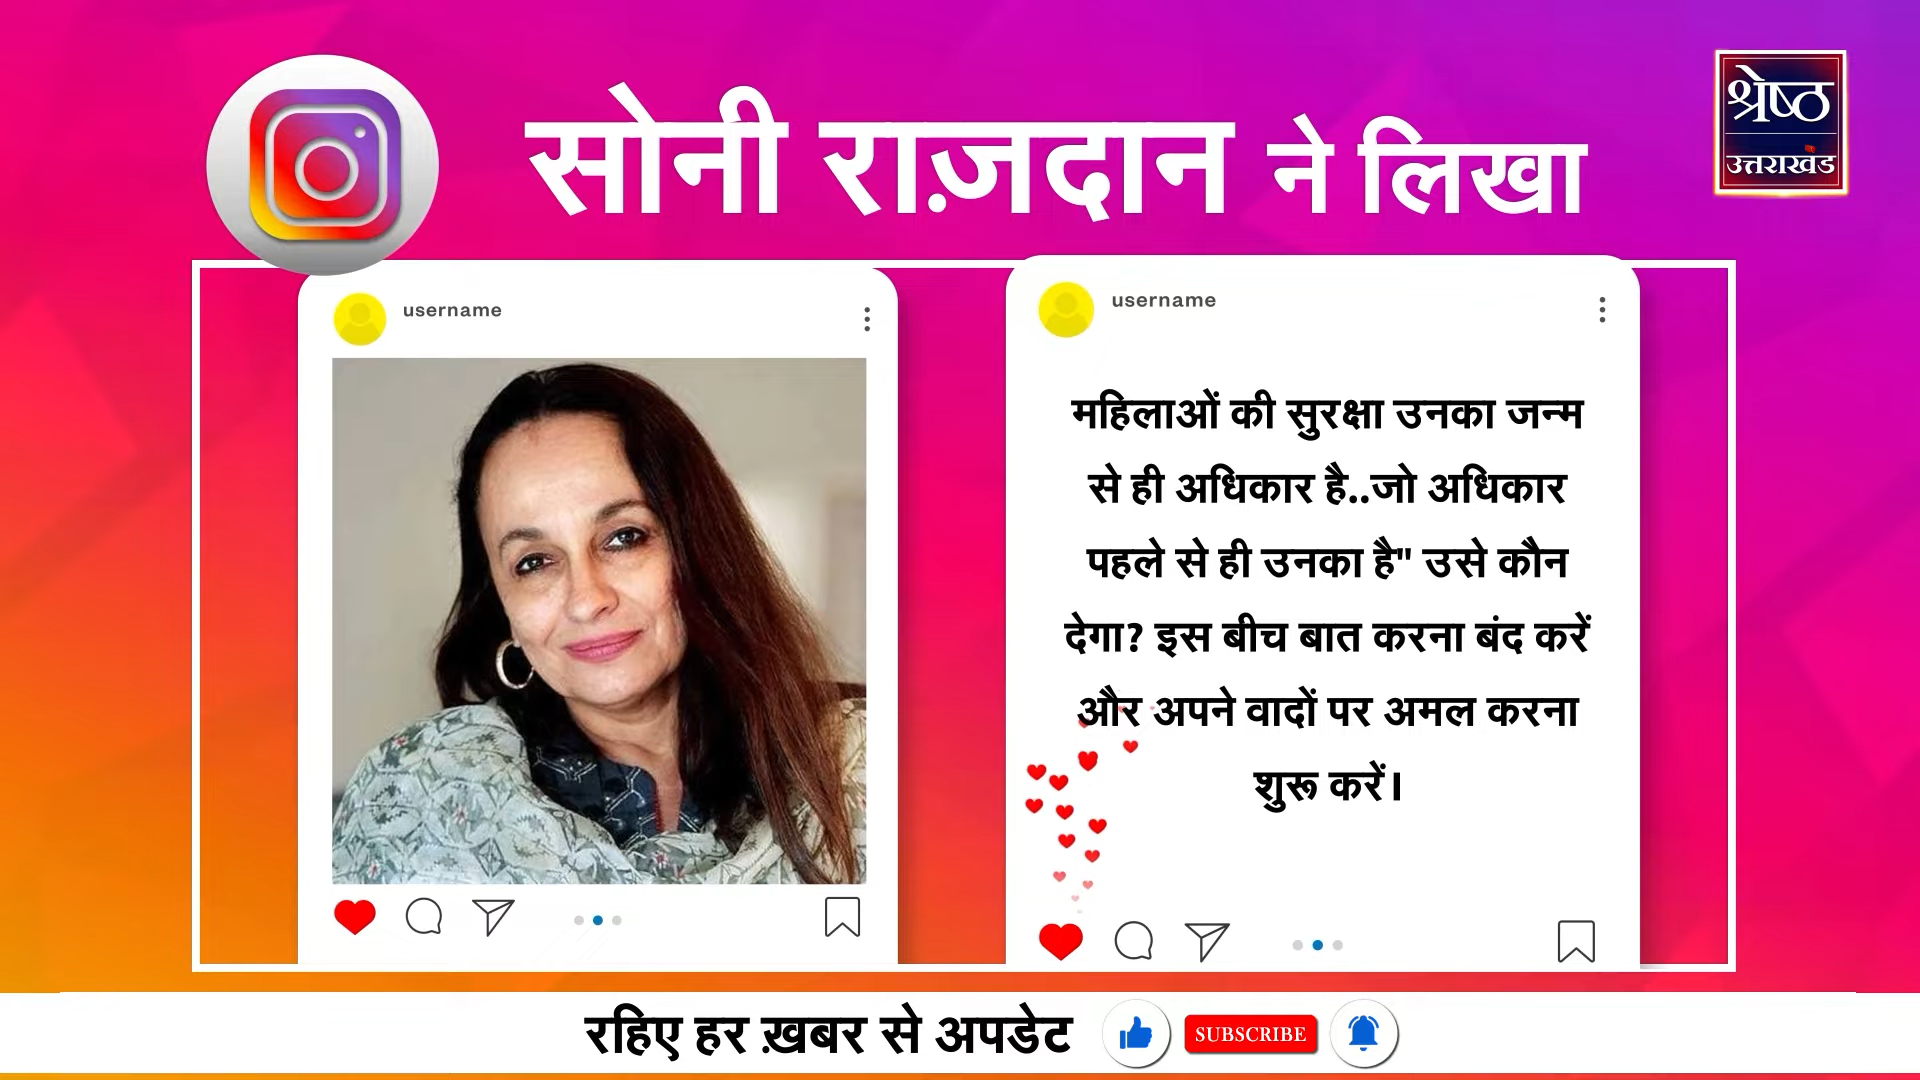 सोनी राज़दान ने लिखा
श्रेष्ठ
उत्तराखंड
username
username
महिलाओं की सुरक्षा उनका जन्म
से ही अधिकार है..जो अधिकार
पहले से ही उनका है" उसे कौन
देगा? इस बीच बात करना बंद करें
और अपने वादों पर अमल करना
शुरू करें।
रहिए हर ख़बर से अपडेट
SUBSCRIBE